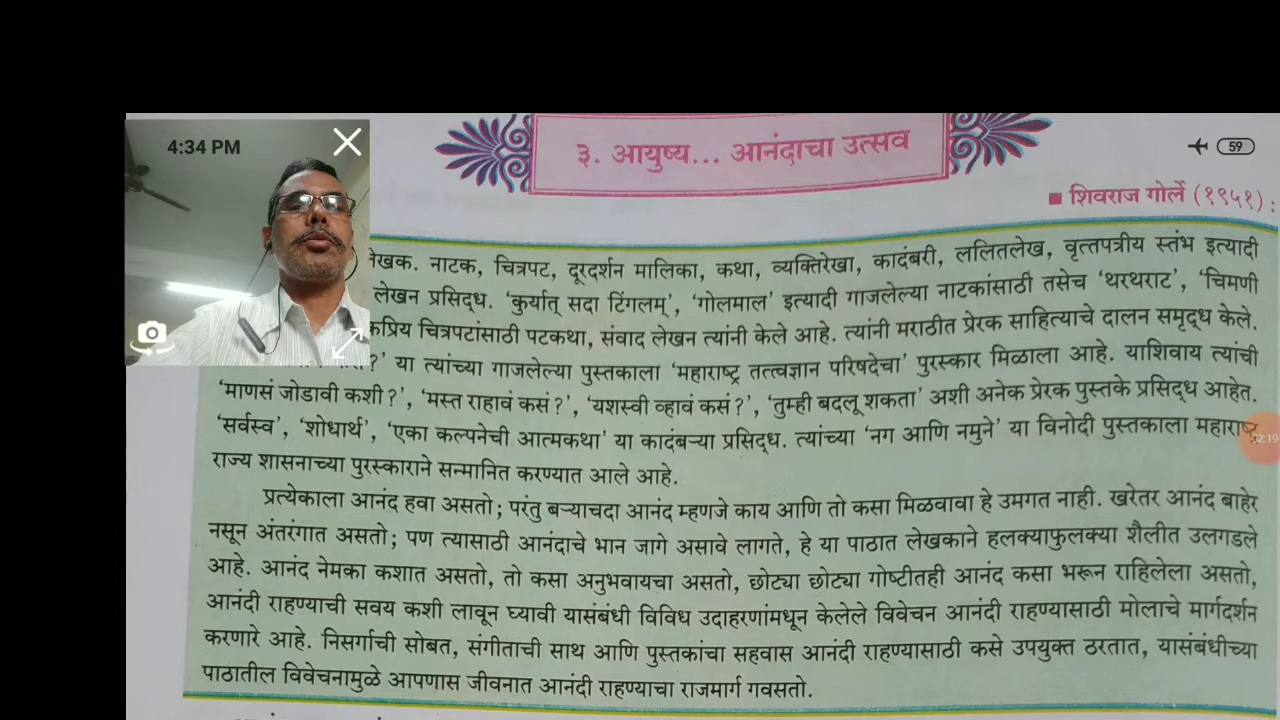 ३. आयुष्य... आनंदाचा उत्सव
4:34 PM
59
■ शिवराज गोर्ले (१९५१) :
लेखक. नाटक, चित्रपट, दूरदर्शन मालिका, कथा, व्यक्तिरेखा, कादंबरी, ललितलेख, वृत्तपत्रीय स्तंभ इत्यादी
लेखन प्रसिद्ध. ‘कुर्यात् सदा टिंगलम्’, ‘गोलमाल’ इत्यादी गाजलेल्या नाटकांसाठी तसेच ‘थरथराट’, ‘चिमणी
कप्रिय चित्रपटांसाठी पटकथा, संवाद लेखन त्यांनी केले आहे. त्यांनी मराठीत प्रेरक साहित्याचे दालन समृद्ध केले.
?’ या त्यांच्या गाजलेल्या पुस्तकाला ‘महाराष्ट्र तत्त्वज्ञान परिषदेचा’ पुरस्कार मिळाला आहे. याशिवाय त्यांची
‘माणसं जोडावी कशी?’, ‘मस्त राहावं कसं?’, ‘यशस्वी व्हावं कसं?’, ‘तुम्ही बदलू शकता’ अशी अनेक प्रेरक पुस्तके प्रसिद्ध आहेत.
‘सर्वस्व’, ‘शोधार्थ’, ‘एका कल्पनेची आत्मकथा’ या कादंबऱ्या प्रसिद्ध. त्यांच्या ‘नग आणि नमुने’ या विनोदी पुस्तकाला महाराष्ट्र
02:19
राज्य शासनाच्या पुरस्काराने सन्मानित करण्यात आले आहे.
प्रत्येकाला आनंद हवा असतो; परंतु बऱ्याचदा आनंद म्हणजे काय आणि तो कसा मिळवावा हे उमगत नाही. खरेतर आनंद बाहेर
नसून अंतरंगात असतो; पण त्यासाठी आनंदाचे भान जागे असावे लागते, हे या पाठात लेखकाने हलक्याफुलक्या शैलीत उलगडले
आहे. आनंद नेमका कशात असतो, तो कसा अनुभवायचा असतो, छोट्या छोट्या गोष्टीतही आनंद कसा भरून राहिलेला असतो,
आनंदी राहण्याची सवय कशी लावून घ्यावी यासंबंधी विविध उदाहरणांमधून केलेले विवेचन आनंदी राहण्यासाठी मोलाचे मार्गदर्शन
करणारे आहे. निसर्गाची सोबत, संगीताची साथ आणि पुस्तकांचा सहवास आनंदी राहण्यासाठी कसे उपयुक्त ठरतात, यासंबंधीच्या
पाठातील विवेचनामुळे आपणास जीवनात आनंदी राहण्याचा राजमार्ग गवसतो.